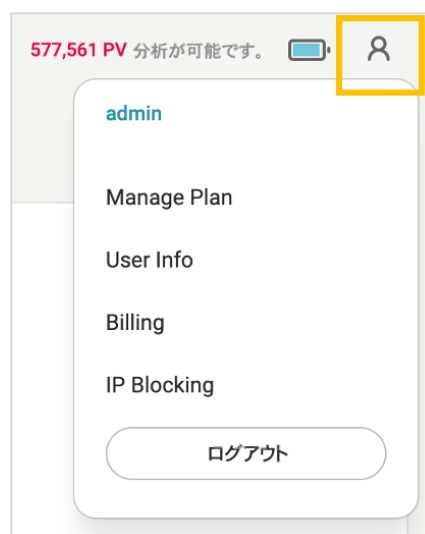 577,561 PV 分析が可能です。
admin
Manage Plan
User Info
Billing
IP Blocking
ログアウト